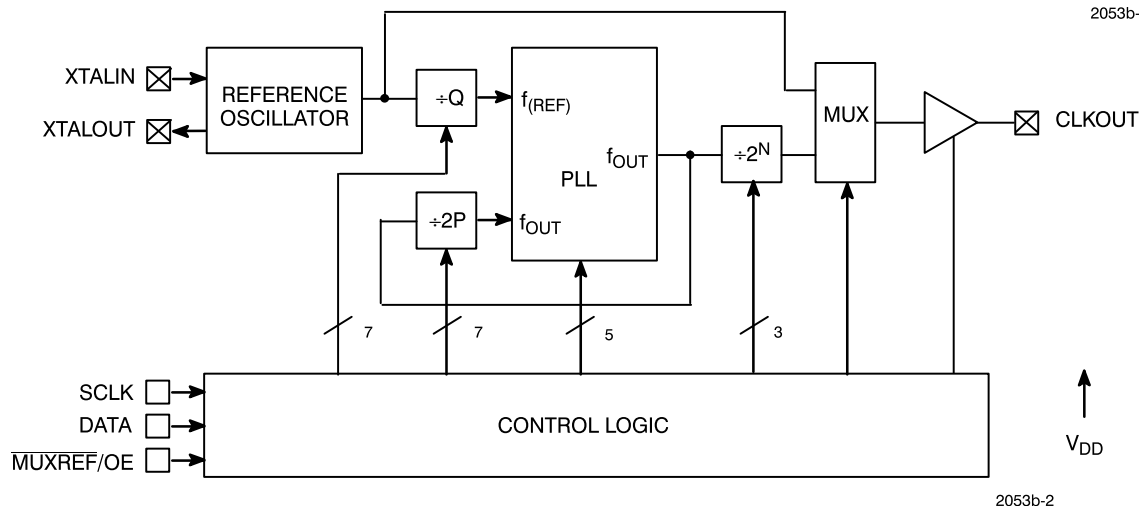 2053b-
XTALIN
XTALOUT
REFERENCE
OSCILLATOR
÷Q
f(REF)
fOUT
PLL
÷2P
fOUT
÷2^N
MUX
CLKOUT
7
7
5
3
SCLK
DATA
MUXREF/OE
CONTROL LOGIC
VDD
2053b-2